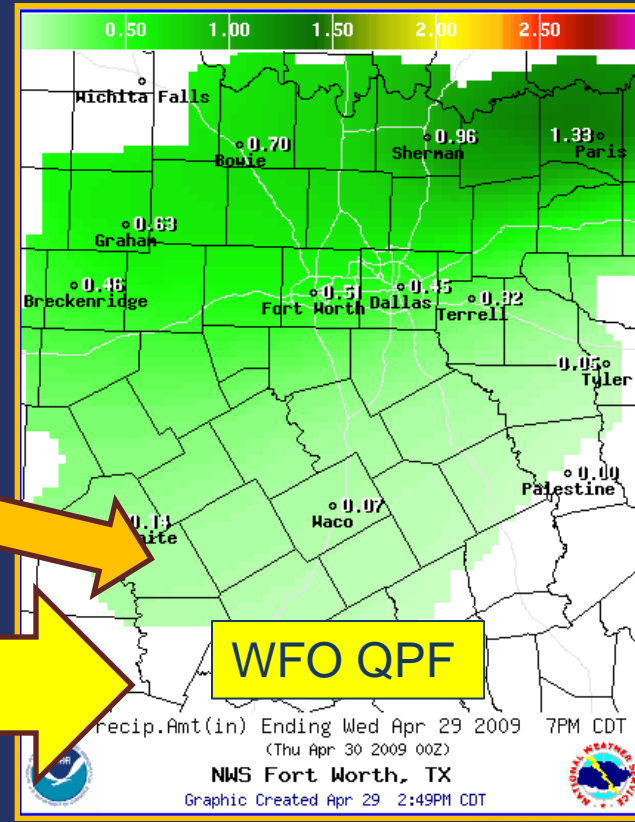 0.50 1.00 1.50 2.00 2.50
Wichita Falls
0.70
Bowie
0.96
Sherman
1.33
Paris
0.63
Graham
0.46
Breckenridge
0.51
Fort Worth
0.45
Dallas
Terrell
0.05
Tyler
0.00
Palestine
0.07
Waco
0.14
aite
WFO QPF
recip.Amt(in) Ending Wed Apr 29 2009 7PM CDT
(Thu Apr 30 2009 00Z)
NWS Fort Worth, TX
Graphic Created Apr 29 2:49PM CDT